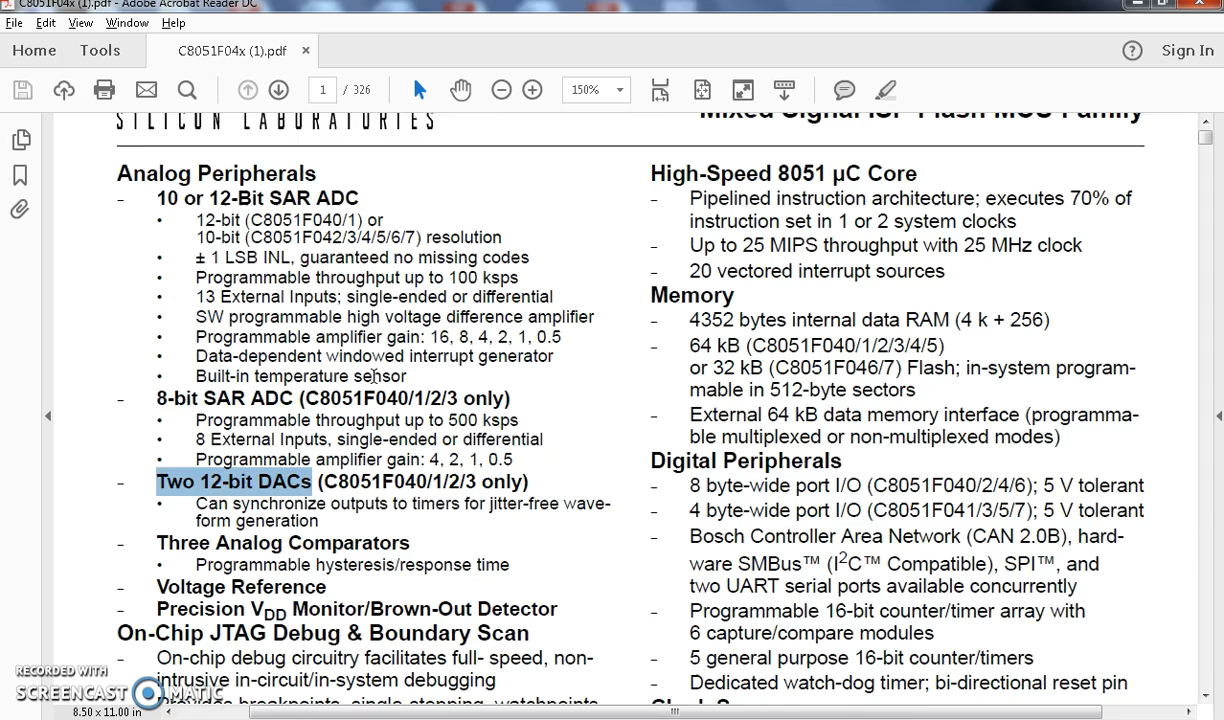 C8051F04x (1).pdf - Adobe Acrobat Reader DC
File Edit View Window Help
Home Tools C8051F04x (1).pdf × ? Sign In
1 / 326 150%
SILICON LABORATORIES
Mixed Signal ISP Flash MCU Family
Analog Peripherals
- 10 or 12-Bit SAR ADC
• 12-bit (C8051F040/1) or
10-bit (C8051F042/3/4/5/6/7) resolution
• ± 1 LSB INL, guaranteed no missing codes
• Programmable throughput up to 100 ksps
• 13 External Inputs; single-ended or differential
• SW programmable high voltage difference amplifier
• Programmable amplifier gain: 16, 8, 4, 2, 1, 0.5
• Data-dependent windowed interrupt generator
• Built-in temperature sensor
- 8-bit SAR ADC (C8051F040/1/2/3 only)
• Programmable throughput up to 500 ksps
• 8 External Inputs, single-ended or differential
• Programmable amplifier gain: 4, 2, 1, 0.5
- Two 12-bit DACs (C8051F040/1/2/3 only)
• Can synchronize outputs to timers for jitter-free wave-
form generation
- Three Analog Comparators
• Programmable hysteresis/response time
- Voltage Reference
- Precision VDD Monitor/Brown-Out Detector
On-Chip JTAG Debug & Boundary Scan
- On-chip debug circuitry facilitates full- speed, non-
intrusive in-circuit/in-system debugging
Provides breakpoints, single-stepping, watchpoints
High-Speed 8051 µC Core
- Pipelined instruction architecture; executes 70% of
instruction set in 1 or 2 system clocks
- Up to 25 MIPS throughput with 25 MHz clock
- 20 vectored interrupt sources
Memory
- 4352 bytes internal data RAM (4 k + 256)
- 64 kB (C8051F040/1/2/3/4/5)
or 32 kB (C8051F046/7) Flash; in-system program-
mable in 512-byte sectors
- External 64 kB data memory interface (programma-
ble multiplexed or non-multiplexed modes)
Digital Peripherals
- 8 byte-wide port I/O (C8051F040/2/4/6); 5 V tolerant
- 4 byte-wide port I/O (C8051F041/3/5/7); 5 V tolerant
- Bosch Controller Area Network (CAN 2.0B), hard-
ware SMBus™ (I2C™ Compatible), SPI™, and
two UART serial ports available concurrently
- Programmable 16-bit counter/timer array with
6 capture/compare modules
- 5 general purpose 16-bit counter/timers
- Dedicated watch-dog timer; bi-directional reset pin
RECORDED WITH
SCREENCAST MATIC
8.50 x 11.00 in